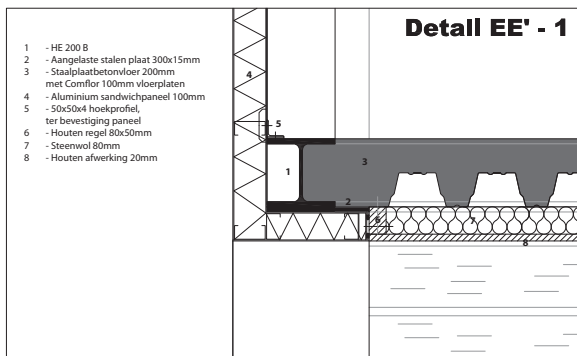 Detail EE' - 1
1 - HE 200 B
2 - Aangelaste stalen plaat 300x15mm
3 - Staalplaatbetonvloer 200mm
met Comflor 100mm vloerplaten
4 - Aluminium sandwichpaneel 100mm
5 - 50x50x4 hoekprofiel,
ter bevestiging paneel
6 - Houten regel 80x50mm
7 - Steenwol 80mm
8 - Houten afwerking 20mm
4
5
1
3
2
6
7
8